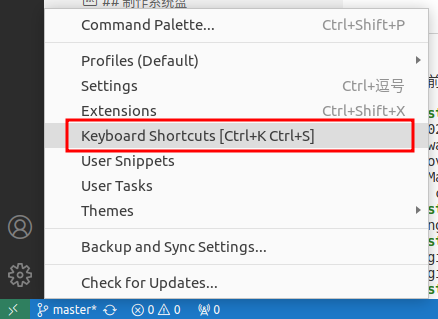 ## 制作系统盘
Command Palette... Ctrl+Shift+P
Profiles (Default)
Settings Ctrl+逗号
Extensions Ctrl+Shift+X
Keyboard Shortcuts [Ctrl+K Ctrl+S]
User Snippets
User Tasks
Themes
Backup and Sync Settings...
Check for Updates...
master* 0 0 0